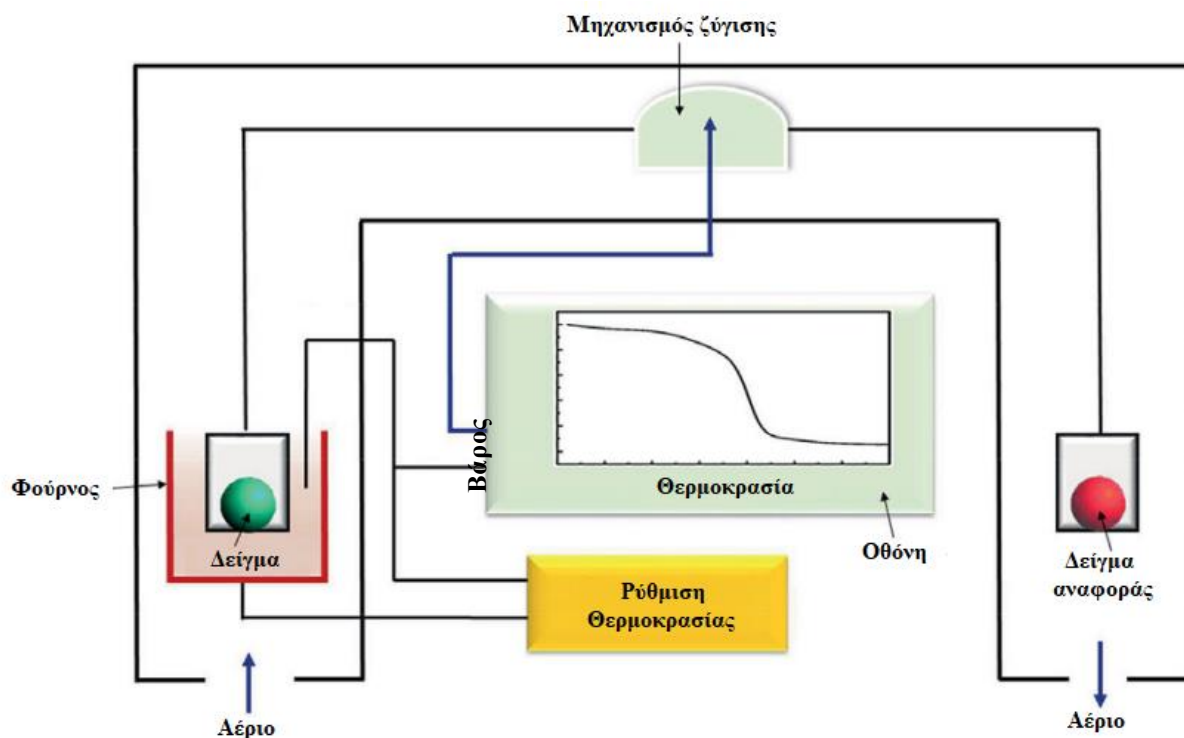 Μηχανισμός ζύγισης
Βάρος
Θερμοκρασία
Φούρνος
Δείγμα
Οθόνη
Δείγμα
αναφοράς
Ρύθμιση
Θερμοκρασίας
Αέριο
Αέριο